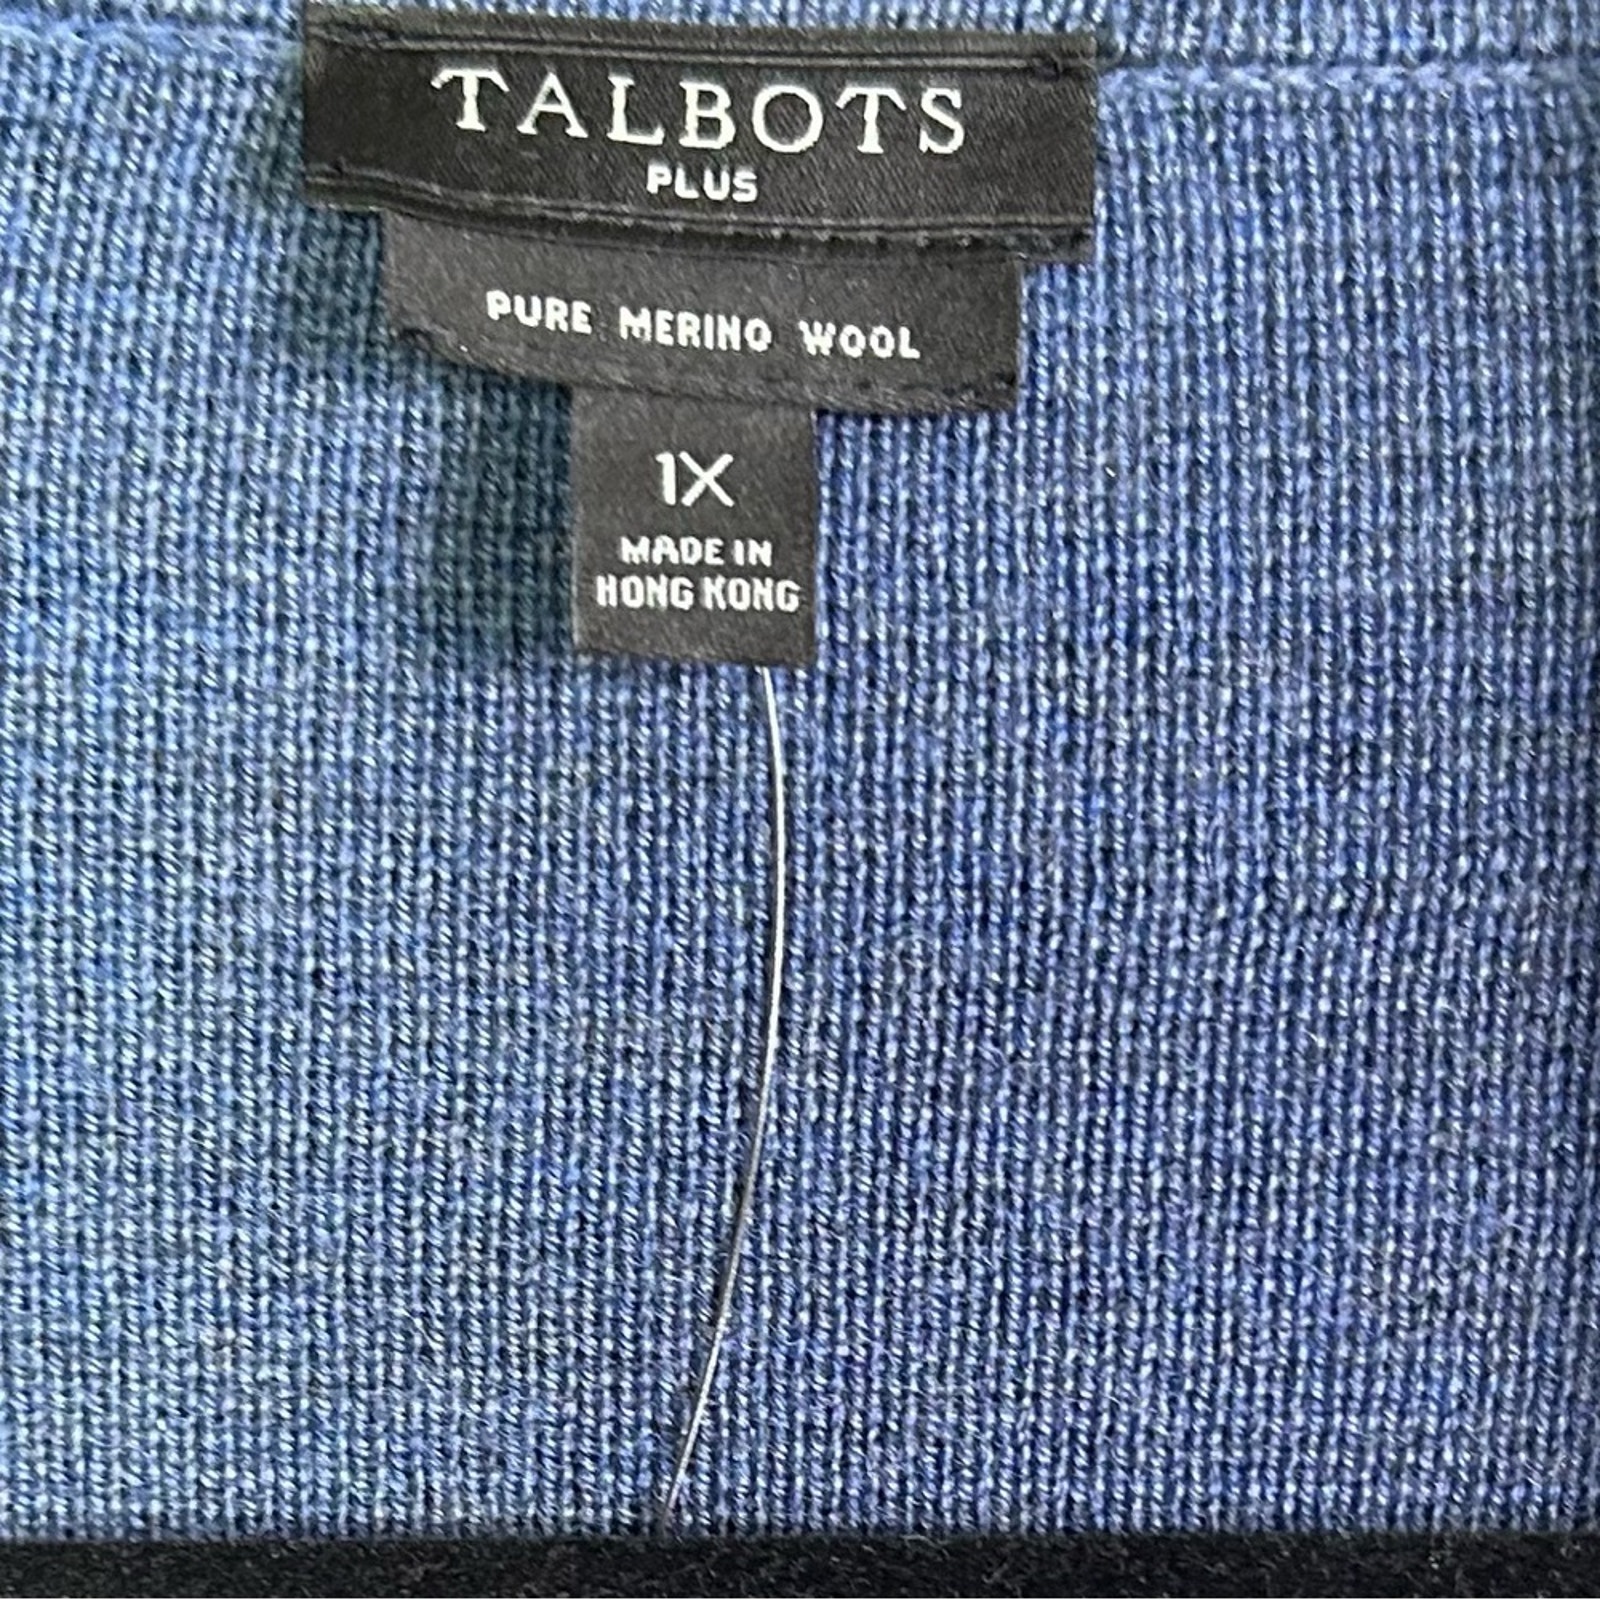 TALBOTS
PLUS
PURE MERINO WOOL
1X
MADE IN
HONG KONG